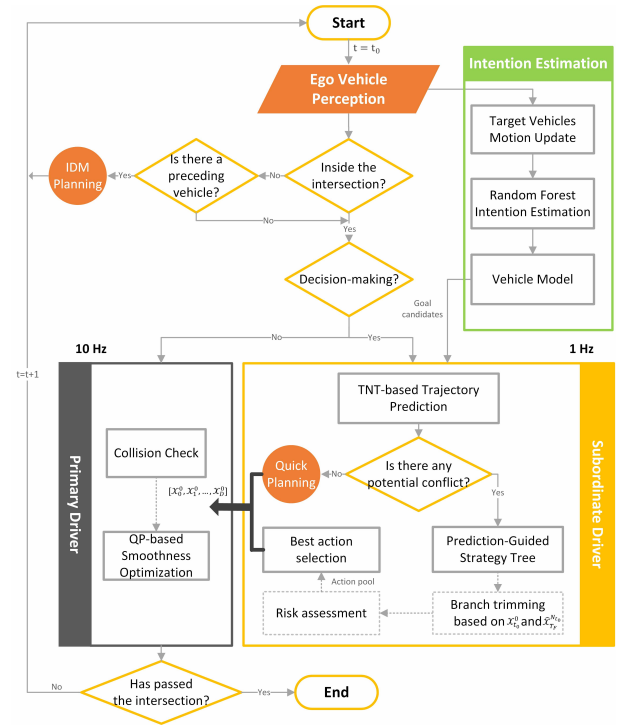 Start
t = t₀
Ego Vehicle
Perception
Intention Estimation
Target Vehicles
Motion Update
Random Forest
Intention Estimation
Vehicle Model
Goal
candidates
IDM
Planning
Yes
Is there a
preceding
vehicle?
No
Inside the
intersection?
No
Yes
Decision-making?
No
Yes
10 Hz
1 Hz
t=t+1
Primary Driver
Collision Check
QP-based
Smoothness
Optimization
[𝒳₀⁰, 𝒳₁⁰, ..., 𝒳_D⁰]
Subordinate Driver
TNT-based Trajectory
Prediction
Is there any
potential conflict?
No
Quick
Planning
Yes
Prediction-Guided
Strategy Tree
Best action
selection
Action pool
Risk assessment
Branch trimming
Has passed
the intersection?
No
Yes
End